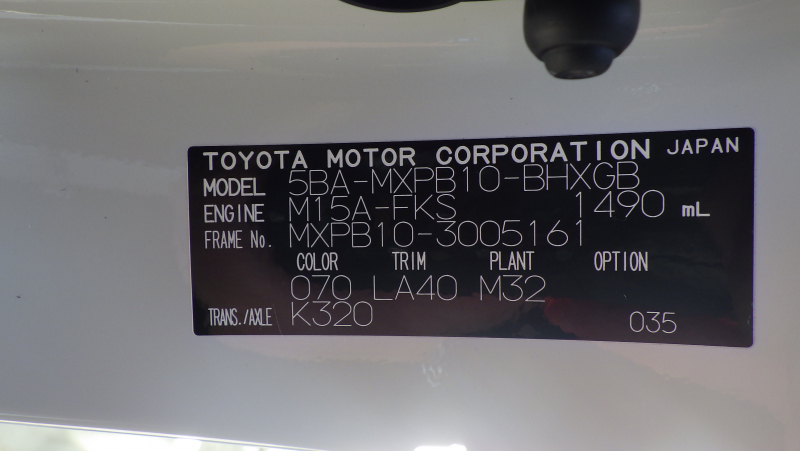 TOYOTA MOTOR CORPORATION JAPAN
MODEL 5BA-MXPB10-BHXGB
ENGINE M15A-FKS 1490 mL
FRAME No. MXPB10-3005161
COLOR TRIM PLANT OPTION
070 LA40 M32
TRANS./AXLE K320 035